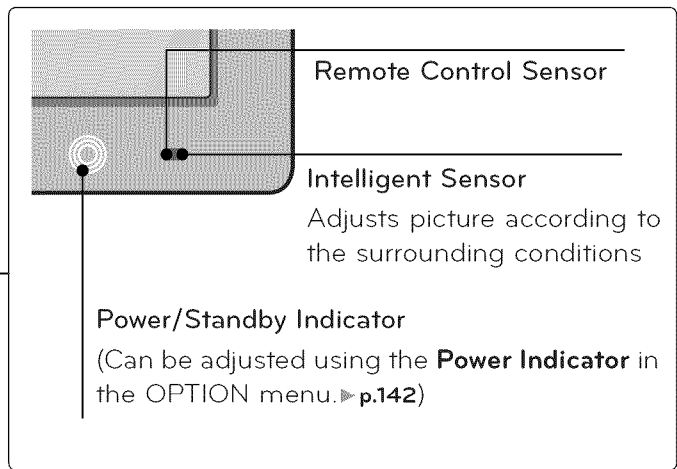 Remote Control Sensor
Intelligent Sensor
Adjusts picture according to
the surrounding conditions
Power/Standby Indicator
(Can be adjusted using the Power Indicator in
the OPTION menu.▶p.142)